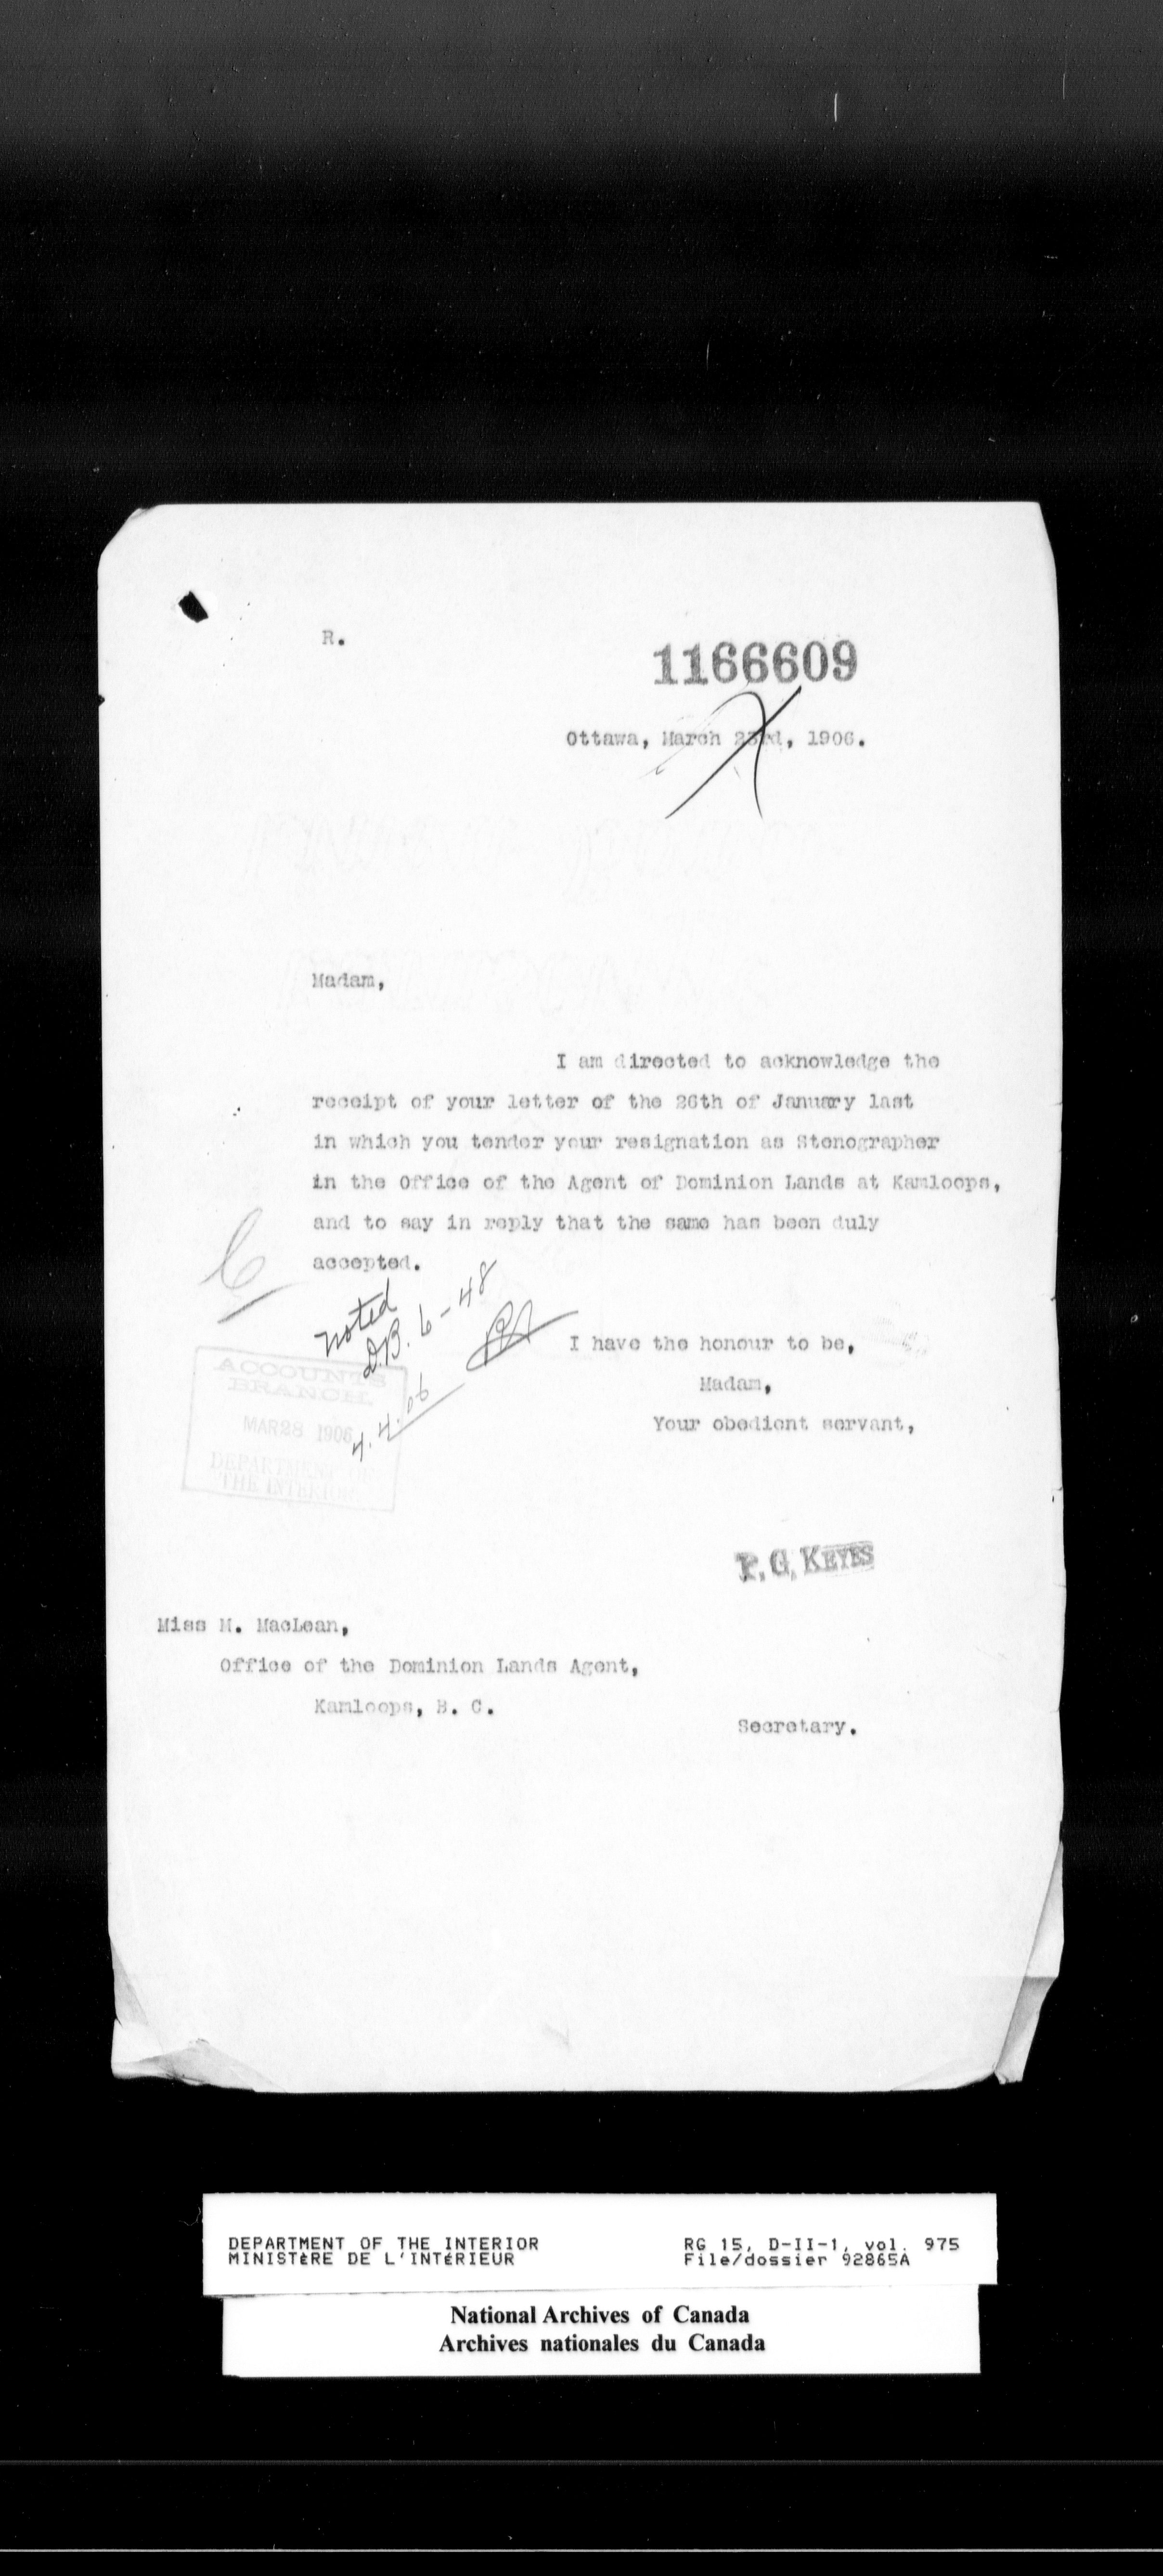 R.
1166609
Ottawa, March 23rd, 1906.
Madam,
I am directed to acknowledge the
receipt of your letter of the 26th of January last
in which you tender your resignation as Stenographer
in the Office of the Agent of Dominion Lands at Kamloops,
and to say in reply that the same has been duly
accepted.
noted
D.B. 6-48
4.4.06
I have the honour to be,
Madam,
Your obedient servant,
ACCOUNTS
BRANCH.
MAR 28 1906
DEPARTMENT OF
THE INTERIOR
P. G. KEYES
Miss M. MacLean,
Office of the Dominion Lands Agent,
Kamloops, B. C.
Secretary.
DEPARTMENT OF THE INTERIOR
MINISTÈRE DE L'INTÉRIEUR
RG 15, D-II-1, vol. 975
File/dossier 92865A
National Archives of Canada
Archives nationales du Canada